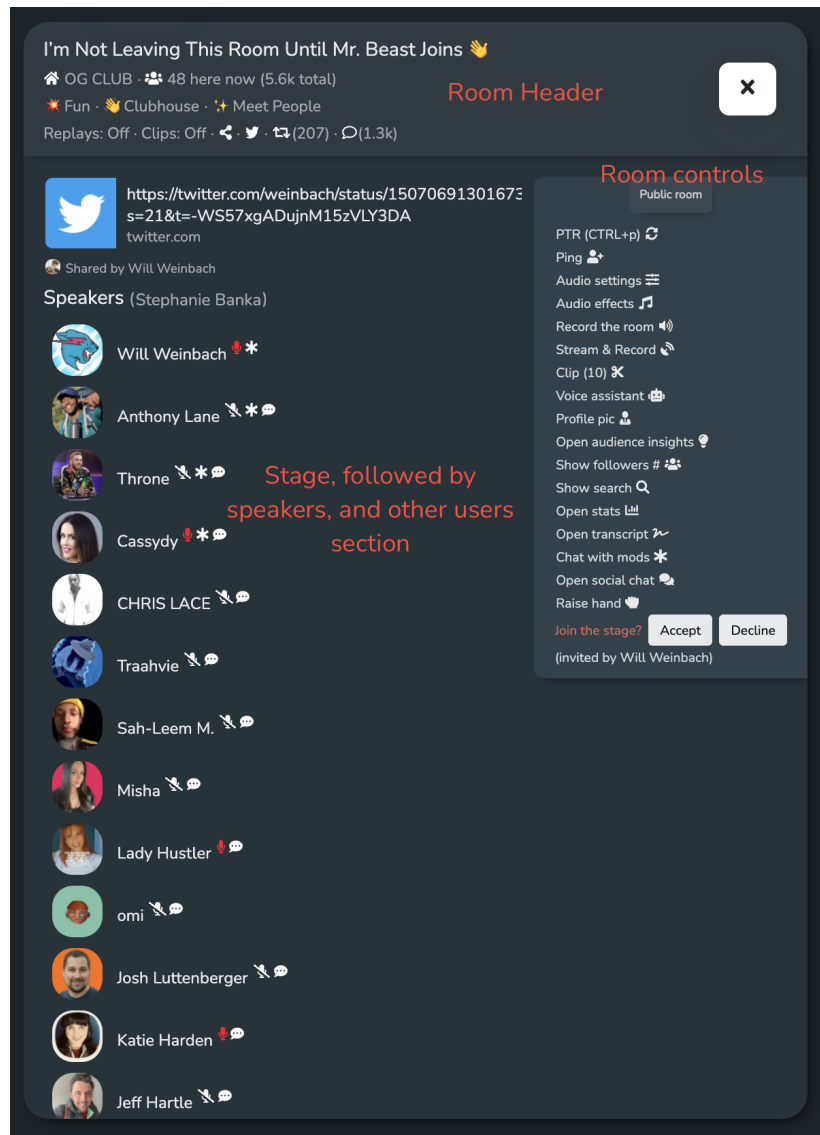 I'm Not Leaving This Room Until Mr. Beast Joins 👋
OG CLUB · 48 here now (5.6k total)
💥 Fun · 👋 Clubhouse · ✨ Meet People
Replays: Off · Clips: Off · · · (207) · (1.3k)
Room Header
Room controls
https://twitter.com/weinbach/status/15070691301673
s=21&t=-WS57xgADujnM15zVLY3DA
twitter.com
Shared by Will Weinbach
Speakers (Stephanie Banka)
Will Weinbach
Anthony Lane
Throne
Cassydy
CHRIS LACE
Traahvie
Sah-Leem M.
Misha
Lady Hustler
omi
Josh Luttenberger
Katie Harden
Jeff Hartle
Stage, followed by
speakers, and other users
section
Public room
PTR (CTRL+p)
Ping
Audio settings
Audio effects
Record the room
Stream & Record
Clip (10)
Voice assistant
Profile pic
Open audience insights
Show followers #
Show search
Open stats
Open transcript
Chat with mods
Open social chat
Raise hand
Join the stage? Accept Decline
(invited by Will Weinbach)